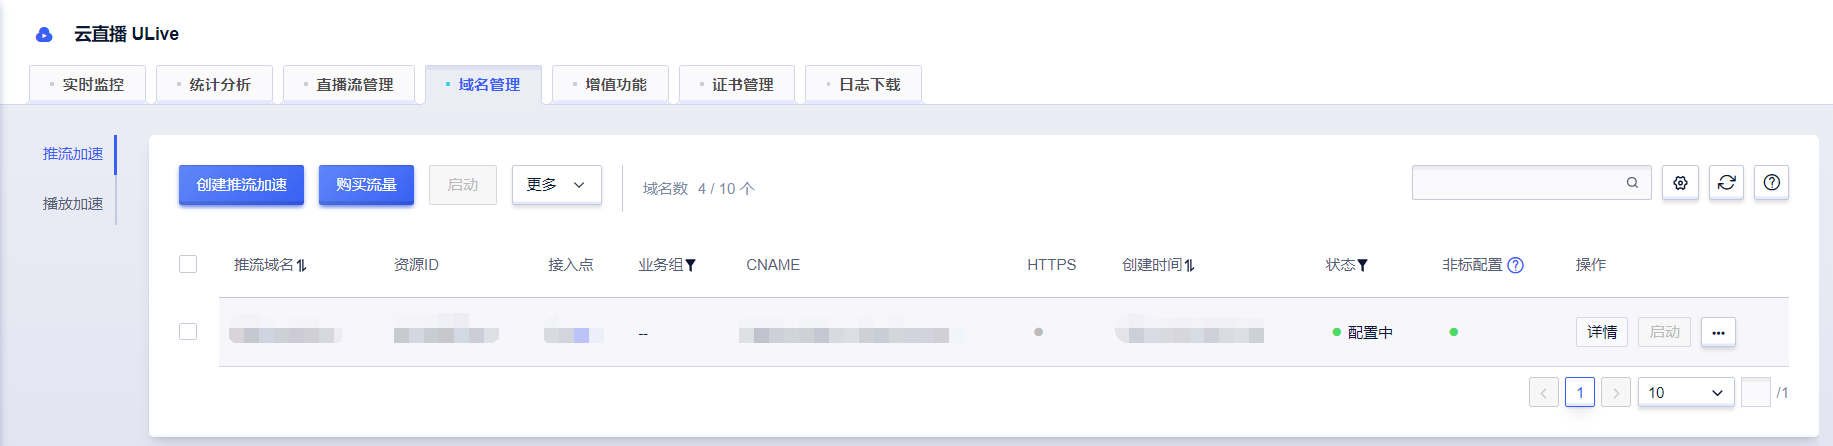 云直播 ULive
实时监控 统计分析 直播流管理 域名管理 增值功能 证书管理 日志下载
推流加速
播放加速
创建推流加速 购买流量 启动 更多 域名数 4 / 10 个
推流域名 资源ID 接入点 业务组 CNAME HTTPS 创建时间 状态 非标配置 操作
-- 配置中 详情 启动 ...
1 10 /1